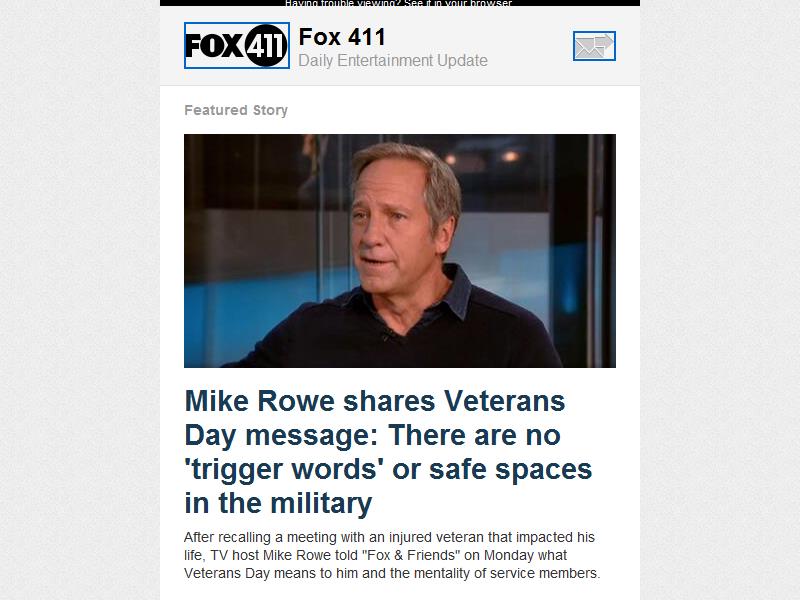 Having trouble viewing? See it in your browser
FOX 411
Fox 411
Daily Entertainment Update
Featured Story
Mike Rowe shares Veterans
Day message: There are no
'trigger words' or safe spaces
in the military
After recalling a meeting with an injured veteran that impacted his
life, TV host Mike Rowe told "Fox & Friends" on Monday what
Veterans Day means to him and the mentality of service members.